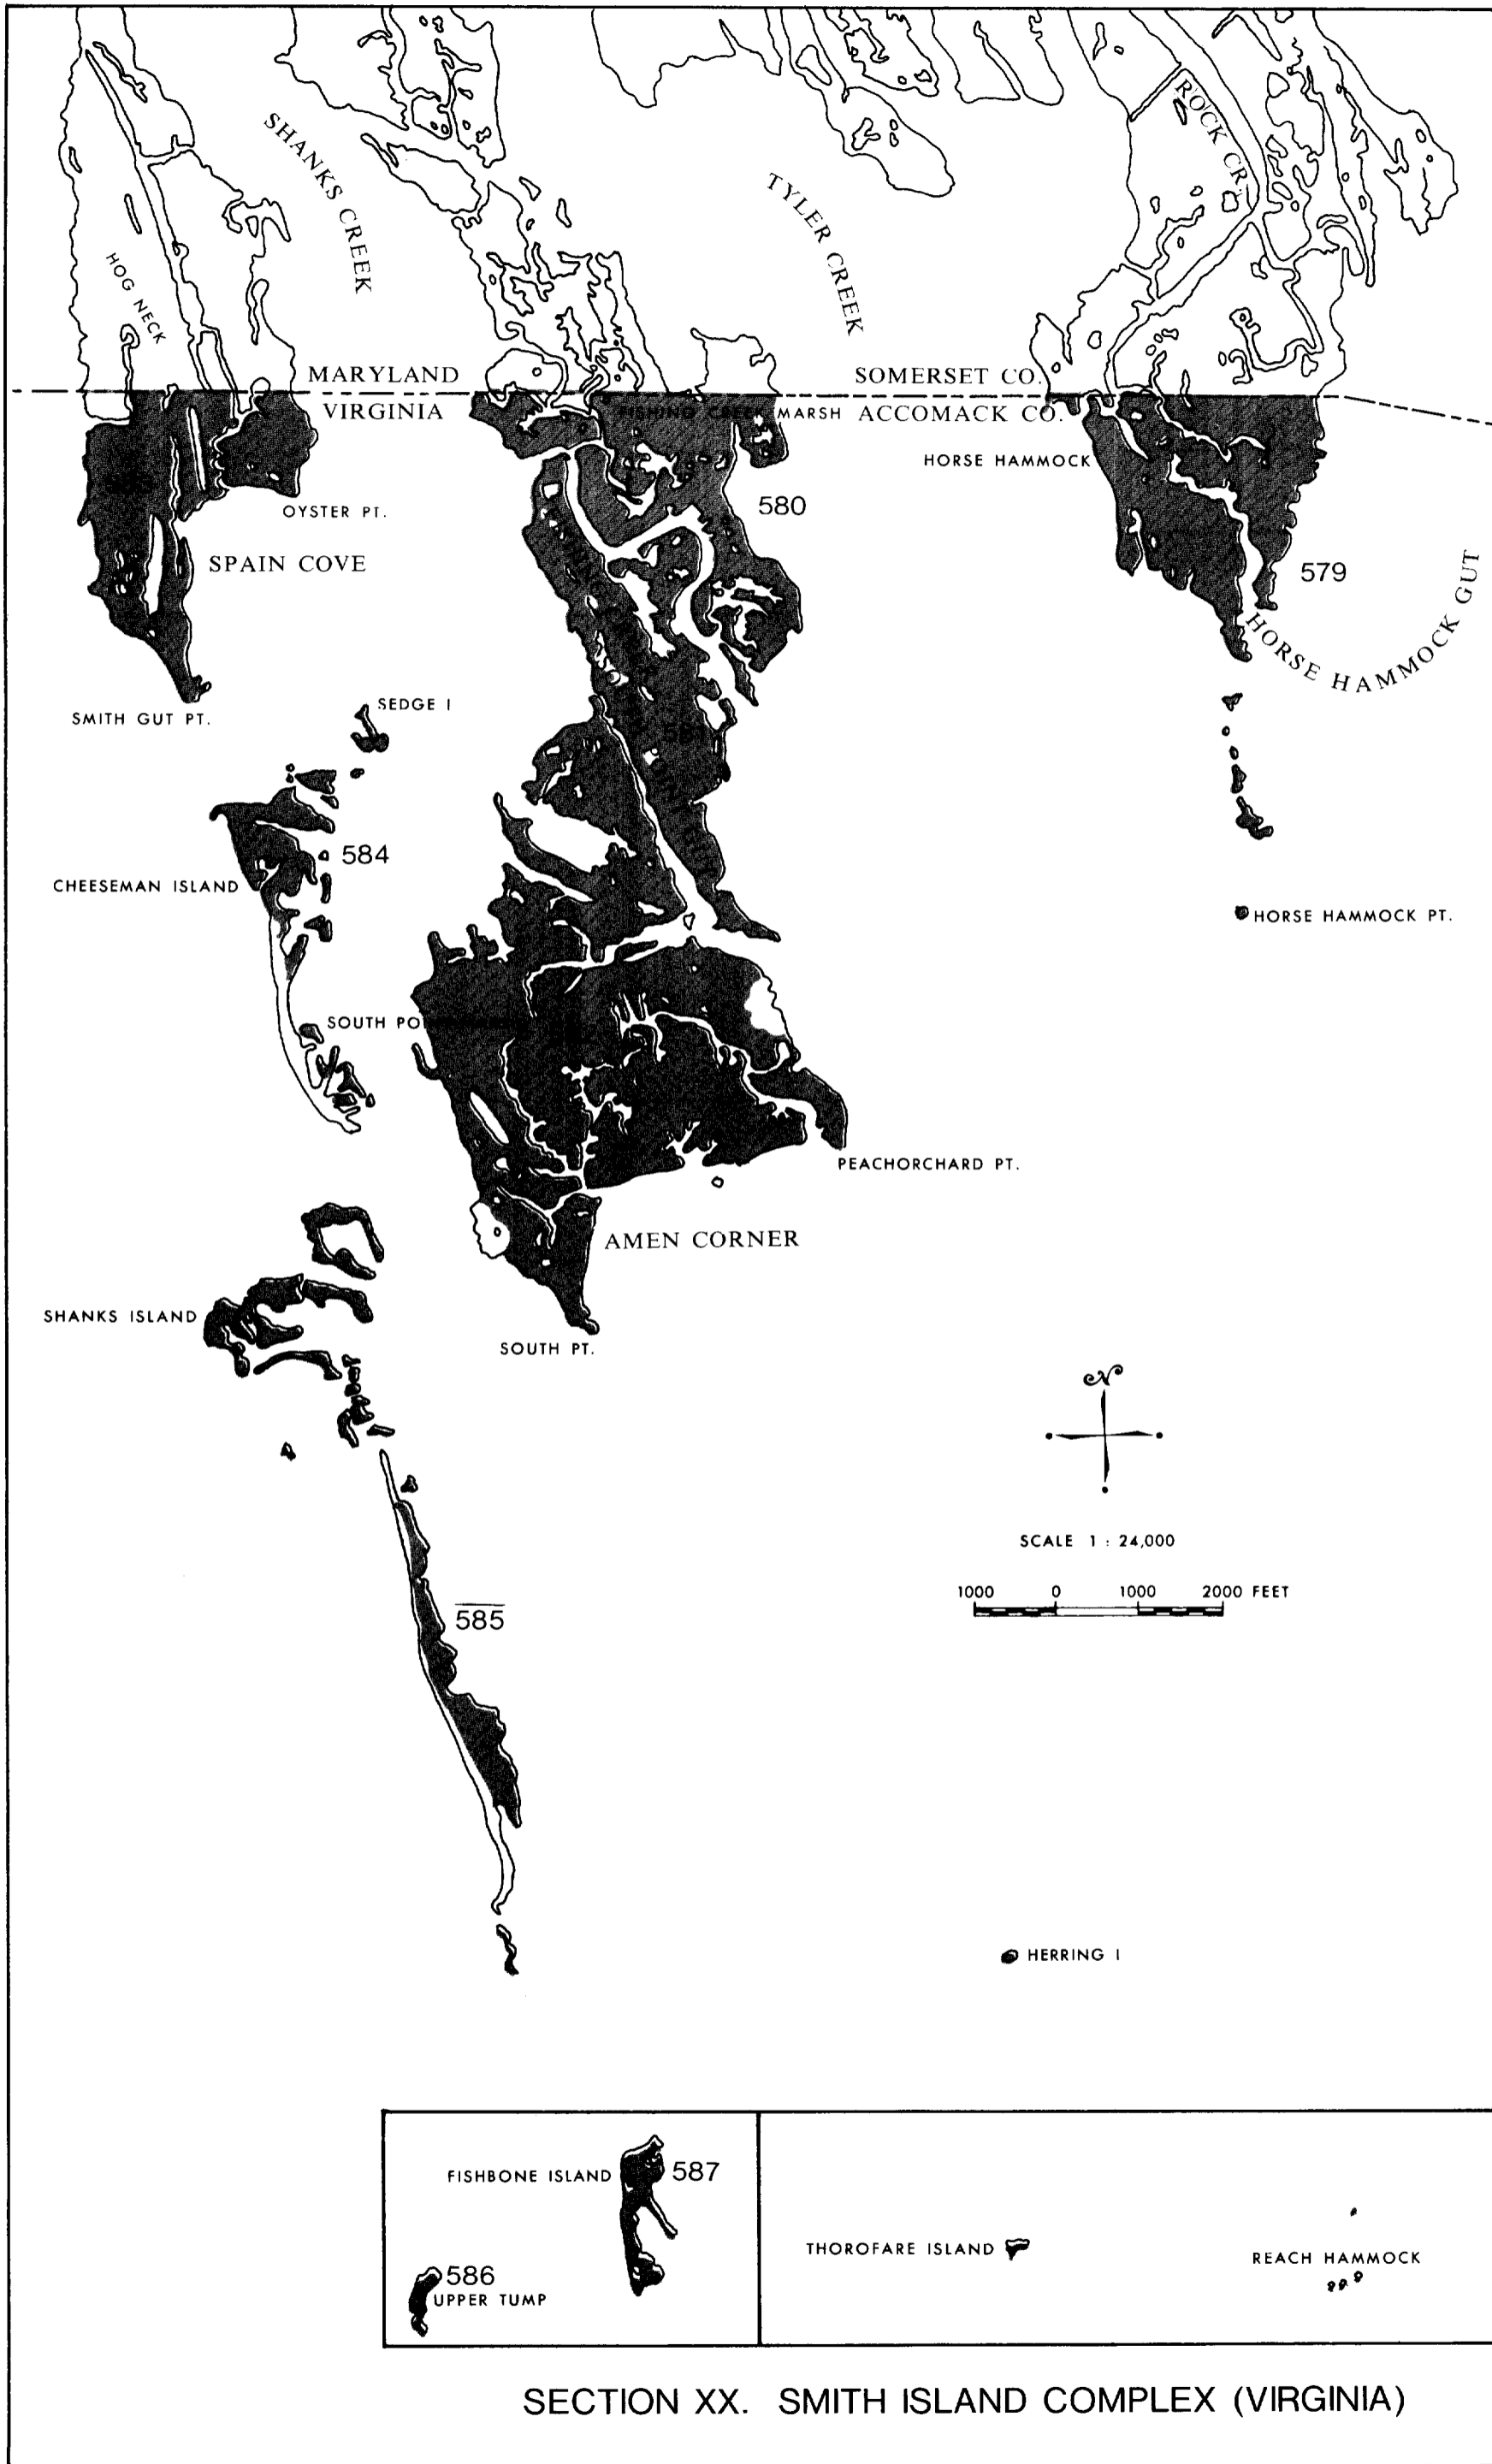 ROCK CR.
SHANKS CREEK
TYLER CREEK
HOG NECK
MARYLAND
SOMERSET CO.
VIRGINIA
FISHING CREEK MARSH
ACCOMACK CO.
HORSE HAMMOCK
580
OYSTER PT.
SPAIN COVE
579
HORSE HAMMOCK GUT
SMITH GUT PT.
SEDGE I
584
CHEESEMAN ISLAND
HORSE HAMMOCK PT.
SOUTH
PEACHORCHARD PT.
AMEN CORNER
SHANKS ISLAND
SOUTH PT.
N
SCALE 1 : 24,000
1000 0 1000 2000 FEET
585
HERRING I
FISHBONE ISLAND
587
THOROFARE ISLAND
REACH HAMMOCK
586
UPPER TUMP
SECTION XX. SMITH ISLAND COMPLEX (VIRGINIA)